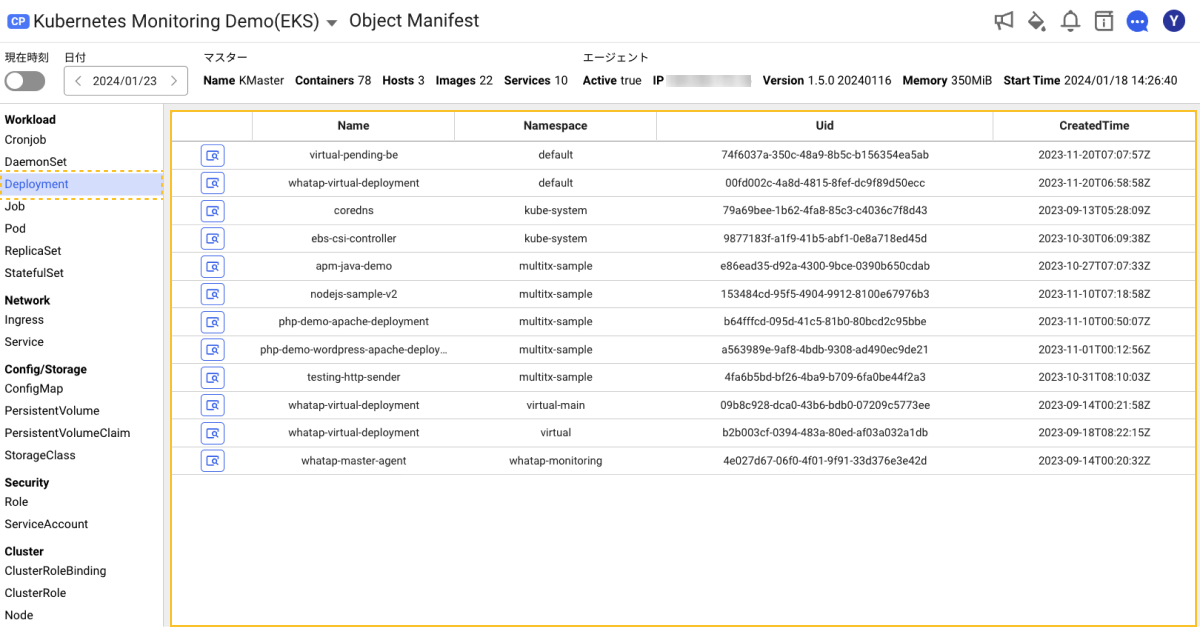 CP Kubernetes Monitoring Demo(EKS) Object Manifest Y
現在時刻 日付 マスター エージェント
2024/01/23 Name KMaster Containers 78 Hosts 3 Images 22 Services 10 Active true IP Version 1.5.0 20240116 Memory 350MiB Start Time 2024/01/18 14:26:40
Workload
Cronjob
DaemonSet
Deployment
Job
Pod
ReplicaSet
StatefulSet
Network
Ingress
Service
Config/Storage
ConfigMap
PersistentVolume
PersistentVolumeClaim
StorageClass
Security
Role
ServiceAccount
Cluster
ClusterRoleBinding
ClusterRole
Node
Name Namespace Uid CreatedTime
virtual-pending-be default 74f6037a-350c-48a9-8b5c-b156354ea5ab 2023-11-20T07:07:57Z
whatap-virtual-deployment default 00fd002c-4a8d-4815-8fef-dc9f89d50ecc 2023-11-20T06:58:58Z
coredns kube-system 79a69bee-1b62-4fa8-85c3-c4036c7f8d43 2023-09-13T05:28:09Z
ebs-csi-controller kube-system 9877183f-a1f9-41b5-abf1-0e8a718ed45d 2023-10-30T06:09:38Z
apm-java-demo multitx-sample e86ead35-d92a-4300-9bce-0390b650cdab 2023-10-27T07:07:33Z
nodejs-sample-v2 multitx-sample 153484cd-95f5-4904-9912-8100e67976b3 2023-11-10T07:18:58Z
php-demo-apache-deployment multitx-sample b64fffcd-095d-41c5-81b0-80bcd2c95bbe 2023-11-10T00:50:07Z
php-demo-wordpress-apache-deploy... multitx-sample a563989e-9af8-4bdb-9308-ad490ec9de21 2023-11-01T00:12:56Z
testing-http-sender multitx-sample 4fa6b5bd-bf26-4ba9-b709-6fa0be44f2a3 2023-10-31T08:10:03Z
whatap-virtual-deployment virtual-main 09b8c928-dca0-43b6-bdb0-07209c5773ee 2023-09-14T00:21:58Z
whatap-virtual-deployment virtual b2b003cf-0394-483a-80ed-af03a032a1db 2023-09-18T08:22:15Z
whatap-master-agent whatap-monitoring 4e027d67-06f0-4f01-9f91-33d376e3e42d 2023-09-14T00:20:32Z